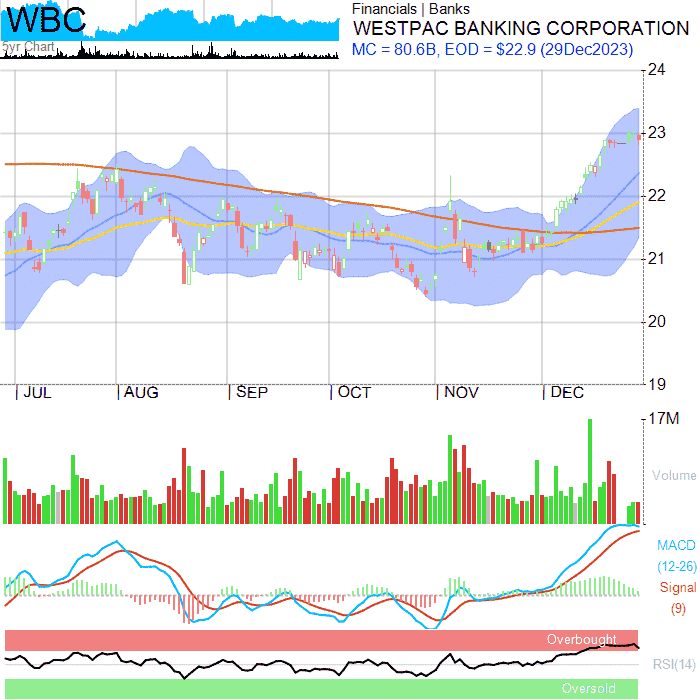 WBC
5yr Chart
Financials | Banks
WESTPAC BANKING CORPORATION
MC = 80.6B, EOD = $22.9 (29Dec2023)
24
23
22
21
20
19
| JUL | AUG | SEP | OCT | NOV | DEC
17M
Volume
MACD
(12-26)
Signal
(9)
Overbought
RSI(14)
Oversold